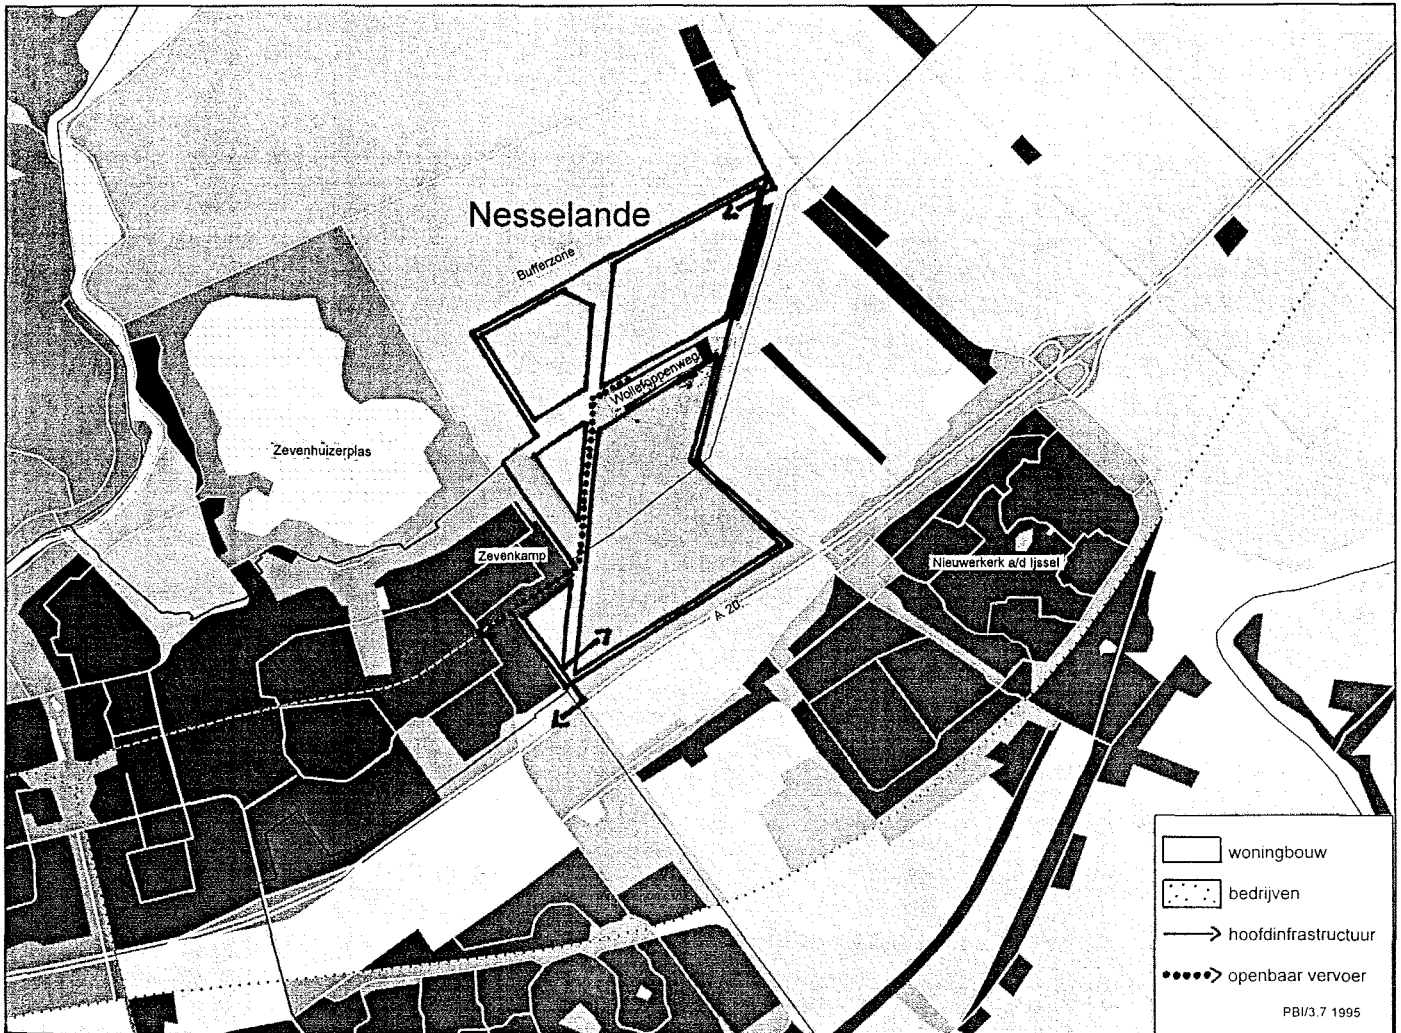 Nesselande
Bufferzone
Wollefoppenweg
Zevenhuizerplas
Zevenkamp
Nieuwerkerk a/d Ijssel
A 20
woningbouw
bedrijven
hoofdinfrastructuur
openbaar vervoer
PBI/3.7 1995